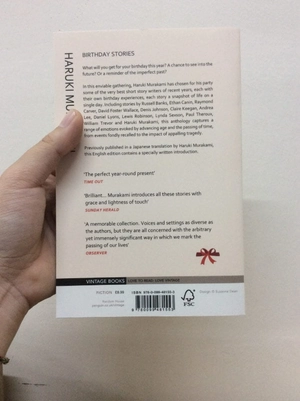 HARUKI MU
BIRTHDAY STORIES
What will you get for your birthday this year? A chance to see into the
future? Or a reminder of the imperfect past?
In this enviable gathering, Haruki Murakami has chosen for his party
some of the very best short story writers of recent years, each with
their own birthday experiences, each story a snapshot of life on a
single day. Including stories by Russell Banks, Ethan Canin, Raymond
Carver, David Foster Wallace, Denis Johnson, Claire Keegan, Andrea
Lee, Daniel Lyons, Lewis Robinson, Lynda Sexson, Paul Theroux,
William Trevor and Haruki Murakami, this anthology captures a
range of emotions evoked by advancing age and the passing of time,
from events fondly recalled to the impact of appalling tragedy.
Previously published in a Japanese translation by Haruki Murakami,
this English edition contains a specially written introduction.
'The perfect year-round present'
TIME OUT
'Brilliant... Murakami introduces all these stories with
grace and lightness of touch'
SUNDAY HERALD
'A memorable collection. Voices and settings as diverse as
the authors, but they are all concerned with the arbitrary
yet immensely significant way in which we mark the
passing of our lives'
OBSERVER
VINTAGE BOOKS
FICTION
ISBN
FSC